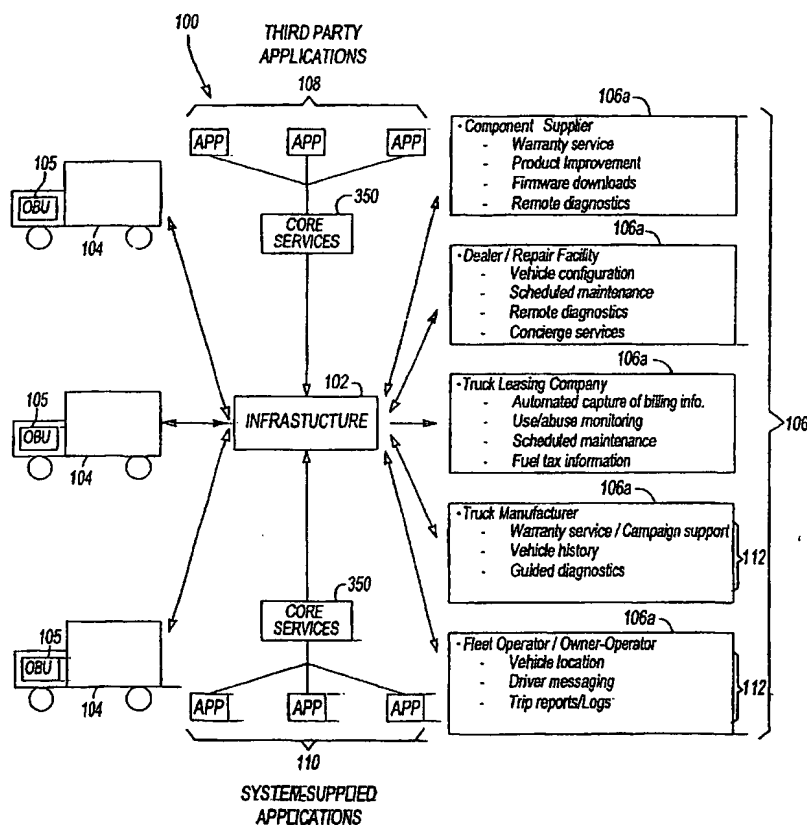 100
THIRD PARTY
APPLICATIONS
108
APP
APP
APP
350
CORE
SERVICES
105
OBU
104
105
OBU
104
105
OBU
104
102
INFRASTUCTURE
350
CORE
SERVICES
APP
APP
APP
110
SYSTEM-SUPPLIED
APPLICATIONS
106a
• Component Supplier
- Warranty service
- Product Improvement
- Firmware downloads
- Remote diagnostics
106a
• Dealer / Repair Facility
- Vehicle configuration
- Scheduled maintenance
- Remote diagnostics
- Concierge services
106a
• Truck Leasing Company
- Automated capture of billing info.
- Use/abuse monitoring
- Scheduled maintenance
- Fuel tax information
106a
• Truck Manufacturer
- Warranty service / Campaign support
- Vehicle history
- Guided diagnostics
112
106a
• Fleet Operator / Owner-Operator
- Vehicle location
- Driver messaging
- Trip reports/Logs
112
106